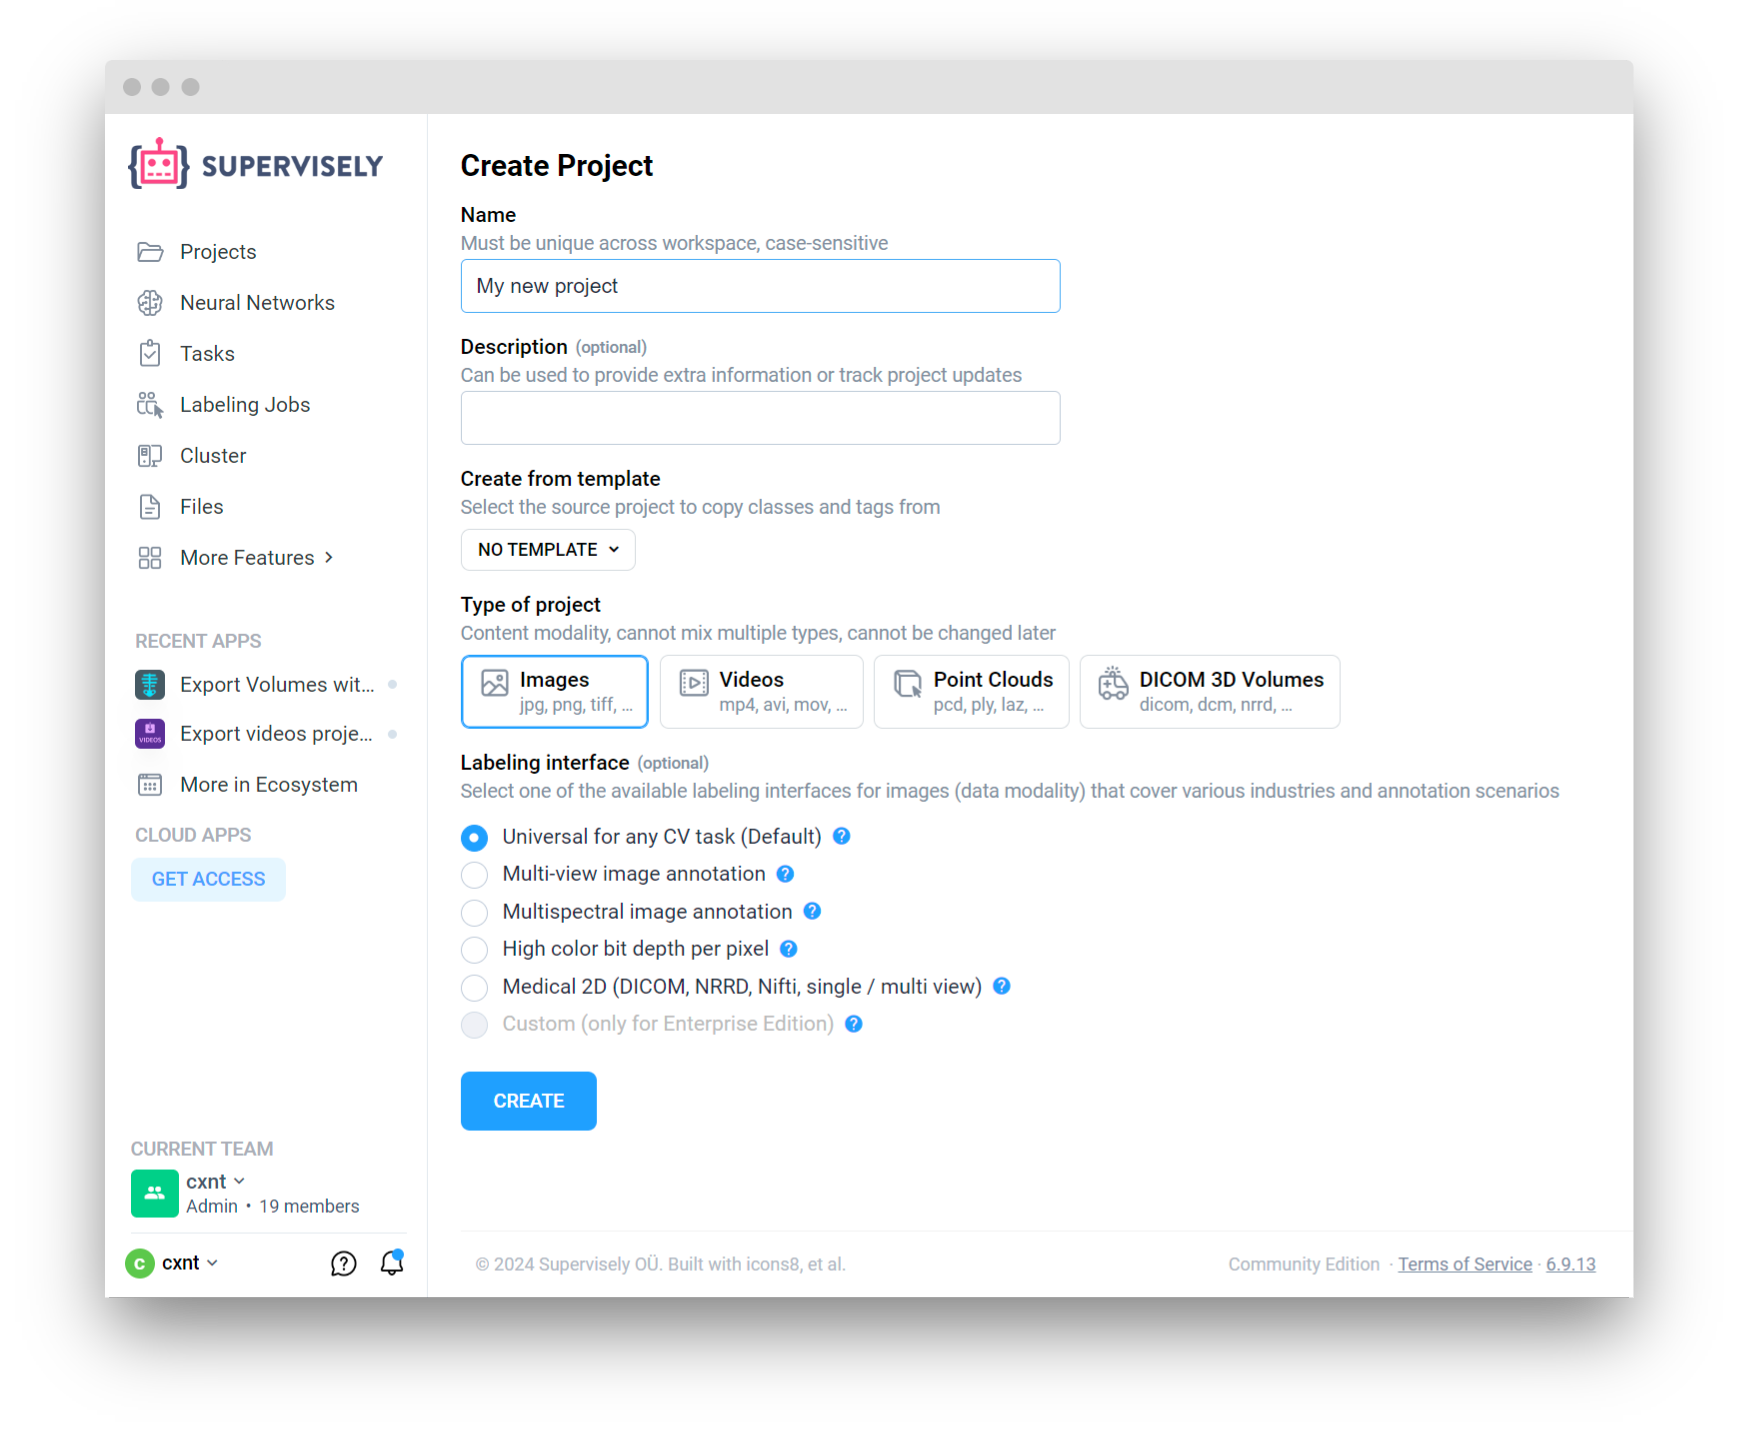 SUPERVISELY
Projects
Neural Networks
Tasks
Labeling Jobs
Cluster
Files
More Features
RECENT APPS
Export Volumes wit...
VIDEOS
Export videos proje...
More in Ecosystem
CLOUD APPS
GET ACCESS
CURRENT TEAM
cxnt
Admin • 19 members
c cxnt
Create Project
Name
Must be unique across workspace, case-sensitive
My new project
Description (optional)
Can be used to provide extra information or track project updates
Create from template
Select the source project to copy classes and tags from
NO TEMPLATE
Type of project
Content modality, cannot mix multiple types, cannot be changed later
Images
jpg, png, tiff, ...
Videos
mp4, avi, mov, ...
Point Clouds
pcd, ply, laz, ...
DICOM 3D Volumes
dicom, dcm, nrrd, ...
Labeling interface (optional)
Select one of the available labeling interfaces for images (data modality) that cover various industries and annotation scenarios
Universal for any CV task (Default) ?
Multi-view image annotation ?
Multispectral image annotation ?
High color bit depth per pixel ?
Medical 2D (DICOM, NRRD, Nifti, single / multi view) ?
Custom (only for Enterprise Edition) ?
CREATE
© 2024 Supervisely OÜ. Built with icons8, et al.
Community Edition · Terms of Service · 6.9.13